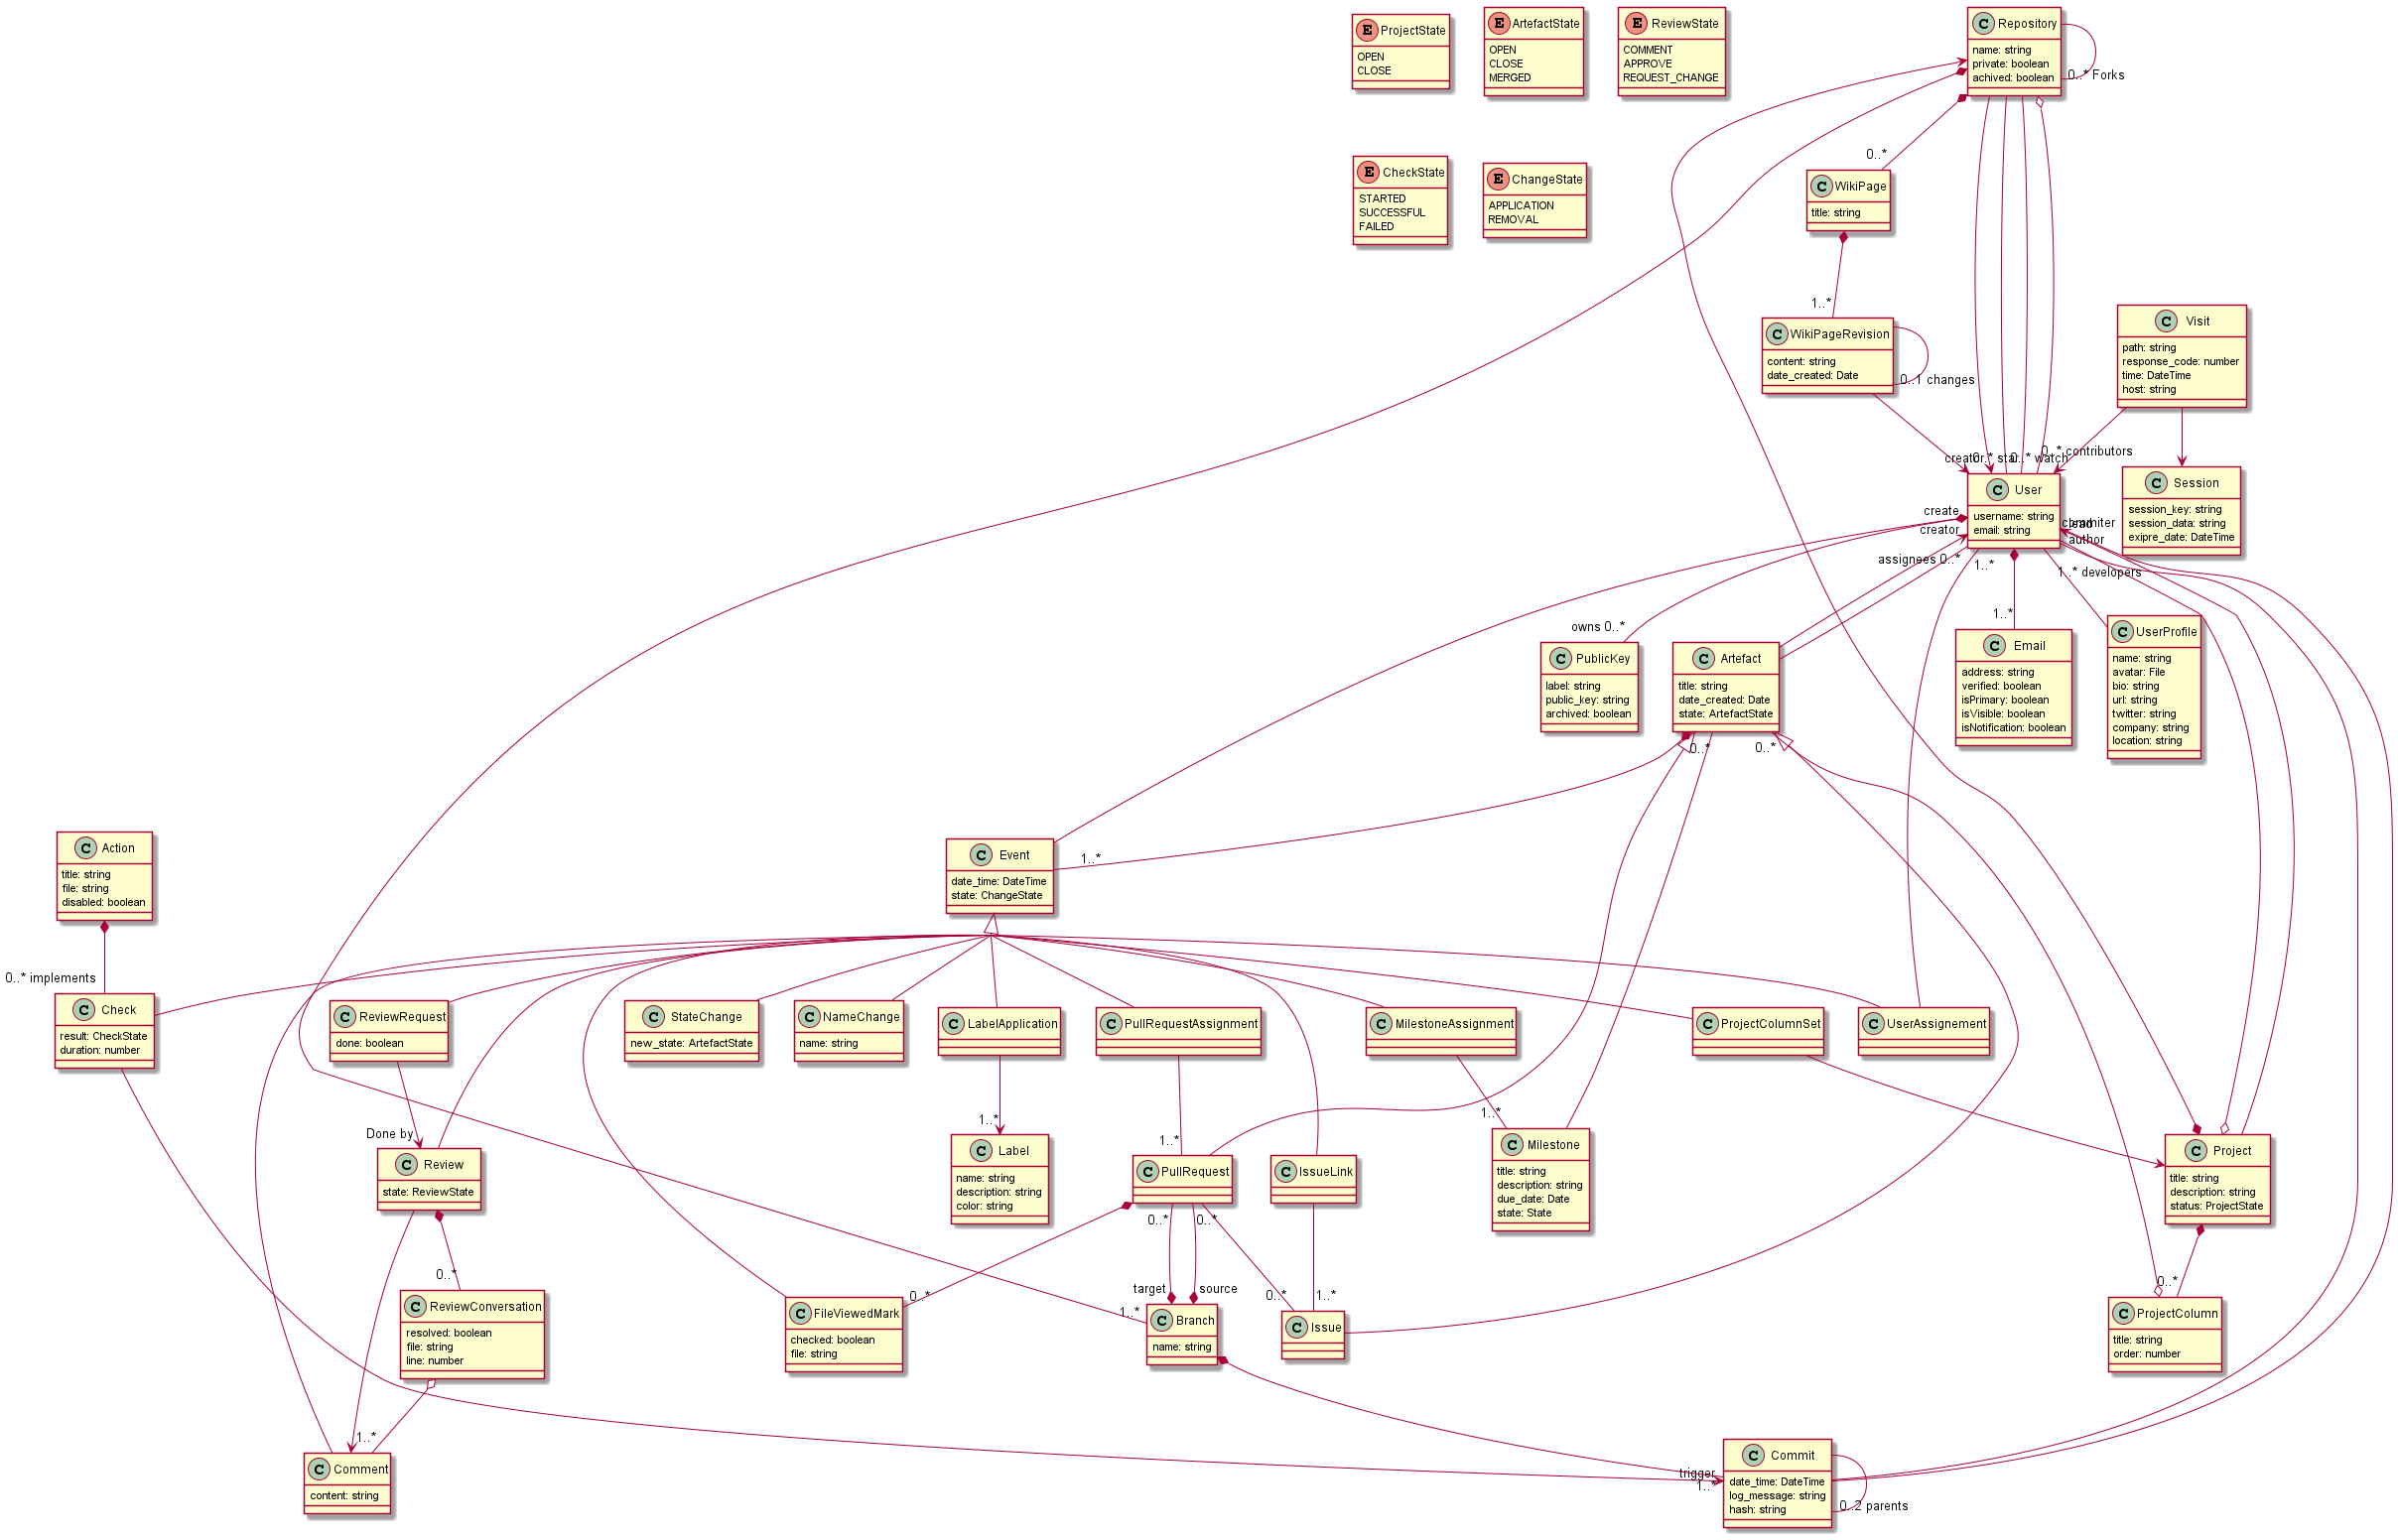 E ProjectState
OPEN
CLOSE
E ArtefactState
OPEN
CLOSE
MERGED
E ReviewState
COMMENT
APPROVE
REQUEST_CHANGE
C Repository
name: string
private: boolean
achived: boolean
0..* Forks
E CheckState
STARTED
SUCCESSFUL
FAILED
E ChangeState
APPLICATION
REMOVAL
0..*
C WikiPage
title: string
1..*
C WikiPageRevision
content: string
date_created: Date
0..1 changes
C Visit
path: string
response_code: number
time: DateTime
host: string
creator
0..* star
0..* watch
0..* contributors
C User
username: string
email: string
C Session
session_key: string
session_data: string
exipre_date: DateTime
create
creator
assignees 0..*
1..*
1..* developers
commiter
lead
author
owns 0..*
1..*
C PublicKey
label: string
public_key: string
archived: boolean
C Artefact
title: string
date_created: Date
state: ArtefactState
C Email
address: string
verified: boolean
isPrimary: boolean
isVisible: boolean
isNotification: boolean
C UserProfile
name: string
avatar: File
bio: string
url: string
twitter: string
company: string
location: string
0..*
0..*
C Action
title: string
file: string
disabled: boolean
C Event
date_time: DateTime
state: ChangeState
1..*
0..* implements
C Check
result: CheckState
duration: number
C ReviewRequest
done: boolean
C StateChange
new_state: ArtefactState
C NameChange
name: string
C LabelApplication
C PullRequestAssignment
C MilestoneAssignment
C ProjectColumnSet
C UserAssignement
Done by
1..*
1..*
1..*
C Review
state: ReviewState
C Label
name: string
description: string
color: string
C PullRequest
C IssueLink
C Milestone
title: string
description: string
due_date: Date
state: State
C Project
title: string
description: string
status: ProjectState
0..*
0..*
0..*
target
source
0..*
1..*
0..*
0..*
1..*
C ReviewConversation
resolved: boolean
file: string
line: number
C FileViewedMark
checked: boolean
file: string
C Branch
name: string
C Issue
C ProjectColumn
title: string
order: number
1..*
C Comment
content: string
trigger
1..*
C Commit
date_time: DateTime
log_message: string
hash: string
0..2 parents